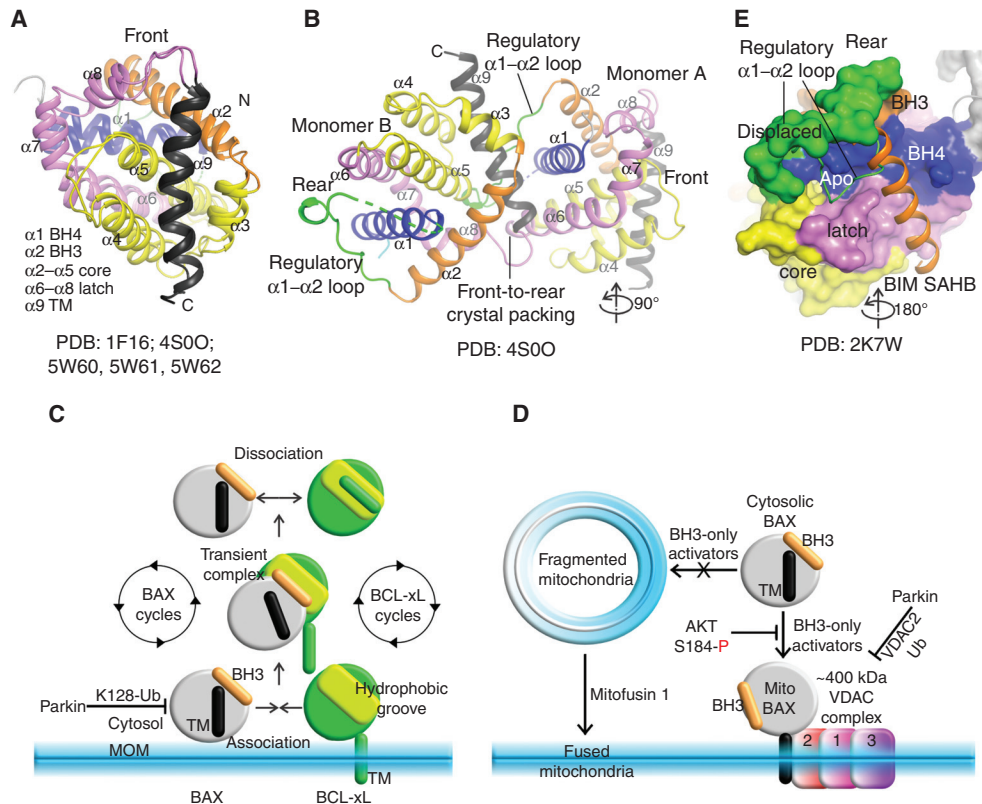 A
Front
α8
N
α2
α1
α7
α5
α9
α6
α3
α4
α1 BH4
α2 BH3
α2–α5 core
α6–α8 latch
α9 TM
C
PDB: 1F16; 4S0O;
5W60, 5W61, 5W62
B
Regulatory
α1–α2 loop
C
α9
α4
α3
α2
Monomer A
α8
α1
Monomer B
α9
α7
α6
α5
Front
Rear
α7
α5
α6
α1
α8
α4
α2
Regulatory
α1–α2 loop
Front-to-rear
crystal packing
90°
PDB: 4S0O
E
Regulatory
α1–α2 loop
Rear
BH3
Displaced
BH4
Apo
latch
core
BIM SAHB
180°
PDB: 2K7W
C
Dissociation
Transient
complex
BAX
cycles
BCL-xL
cycles
BH3
Hydrophobic
groove
K128-Ub
Parkin
Cytosol
TM
Association
MOM
TM
BAX
BCL-xL
D
Cytosolic
BAX
BH3-only
activators
BH3
Fragmented
mitochondria
TM
Parkin
AKT
S184-P
BH3-only
activators
VDAC2
Ub
Mitofusin 1
~400 kDa
VDAC
complex
Mito
BAX
BH3
2
1
3
Fused
mitochondria